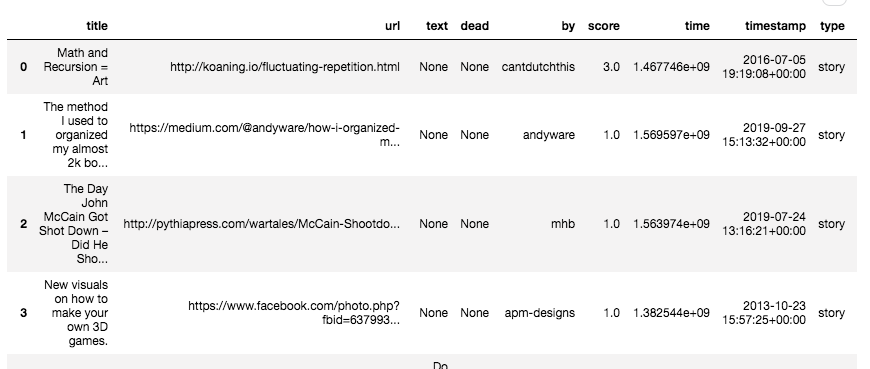 title url text dead by score time timestamp type
0 Math and Recursion = Art http://koaning.io/fluctuating-repetition.html None None cantdutchthis 3.0 1.467746e+09 2016-07-05 19:19:08+00:00 story
1 The method I used to organized my almost 2k bo... https://medium.com/@andyware/how-i-organized-m... None None andyware 1.0 1.569597e+09 2019-09-27 15:13:32+00:00 story
2 The Day John McCain Got Shot Down – Did He Sho... http://pythiapress.com/wartales/McCain-Shootdo... None None mhb 1.0 1.563974e+09 2019-07-24 13:16:21+00:00 story
3 New visuals on how to make your own 3D games. https://www.facebook.com/photo.php?fbid=637993... None None apm-designs 1.0 1.382544e+09 2013-10-23 15:57:25+00:00 story
Do